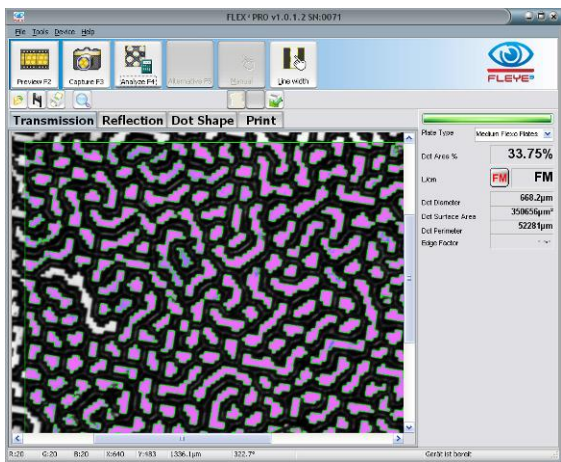 FLEX³PRO v1.0.1.2 SN:0071
File Tools Device Help
Preview F2 Capture F3 Analyze F4 Alternative F5 Manual Line width
FLEYE®
Transmission Reflection Dot Shape Print
Plate Type Medium Flexo Plates
Dot Area % 33.75%
L/cm FM FM
Dot Diameter 668.2µm
Dot Surface Area 350656µm²
Dot Perimeter 52281µm
Edge Factor
R:20 G:20 B:20 X:640 Y:483 1336.1µm 322.7° Gerät ist bereit